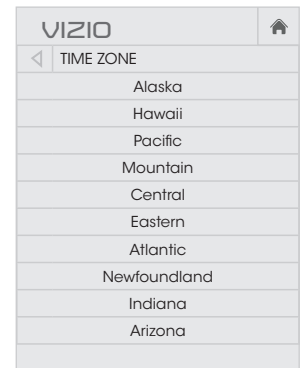 VIZIO
TIME ZONE
Alaska
Hawaii
Pacific
Mountain
Central
Eastern
Atlantic
Newfoundland
Indiana
Arizona